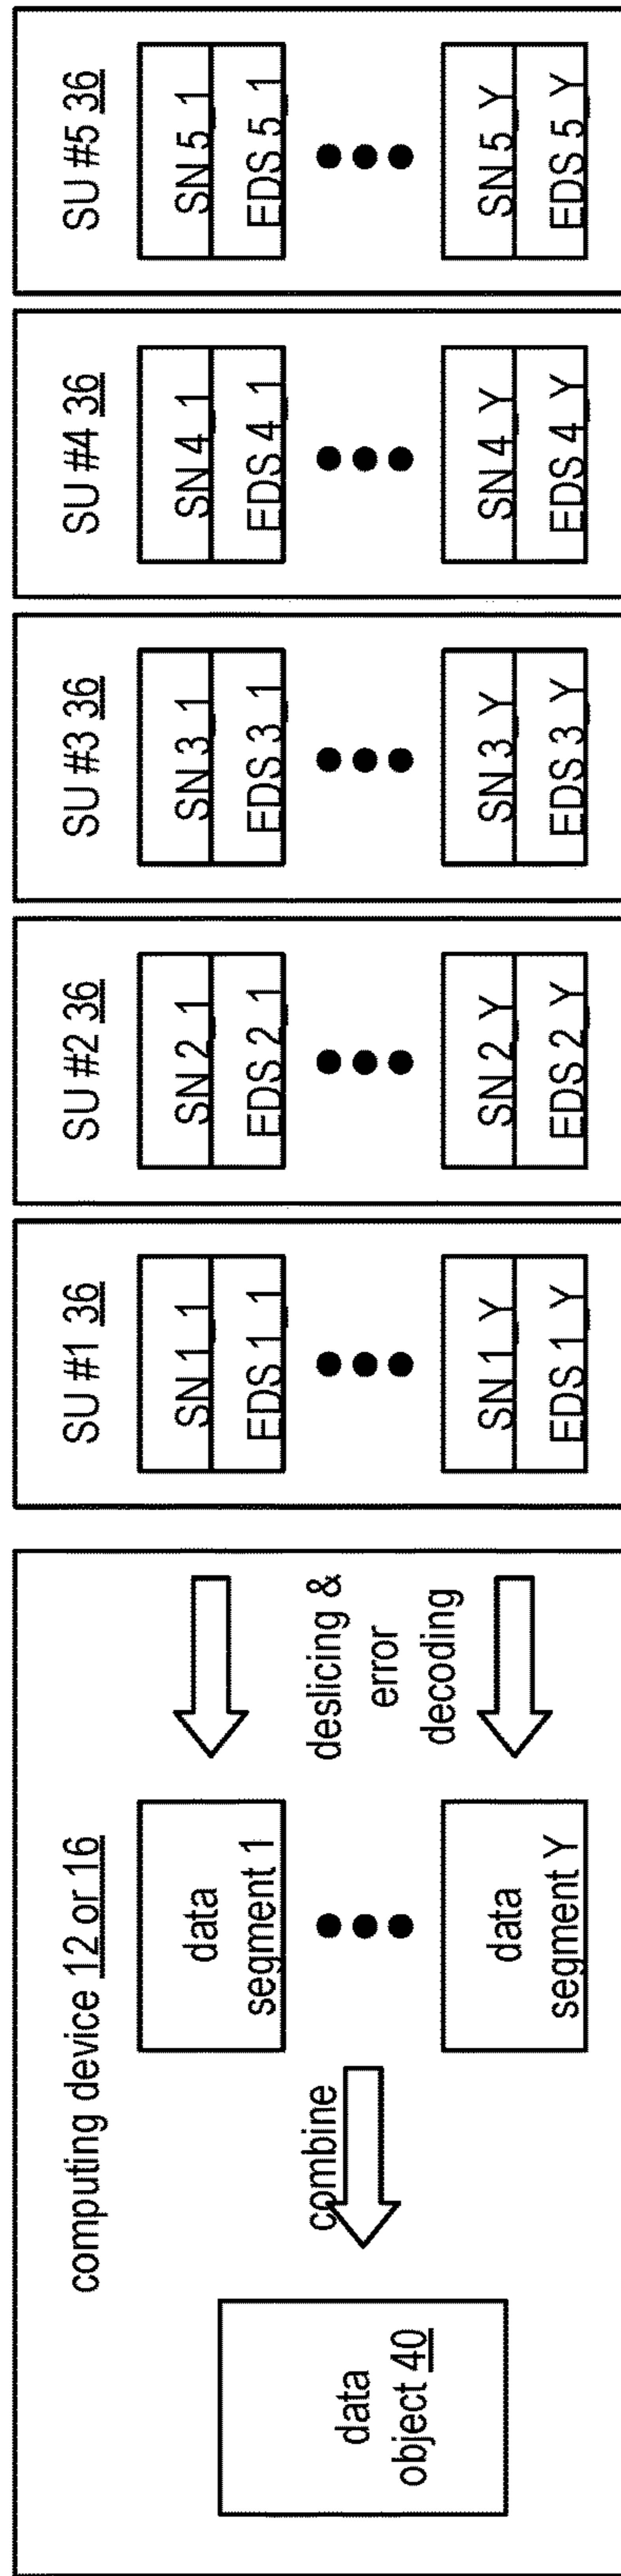 computing device 12 or 16
data
object 40
combine
data
segment 1
data
segment Y
deslicing &
error
decoding
SU #1 36
SN 1_1
EDS 1_1
SN 1_Y
EDS 1_Y
SU #2 36
SN 2_1
EDS 2_1
SN 2_Y
EDS 2_Y
SU #3 36
SN 3_1
EDS 3_1
SN 3_Y
EDS 3_Y
SU #4 36
SN 4_1
EDS 4_1
SN 4_Y
EDS 4_Y
SU #5 36
SN 5_1
EDS 5_1
SN 5_Y
EDS 5_Y